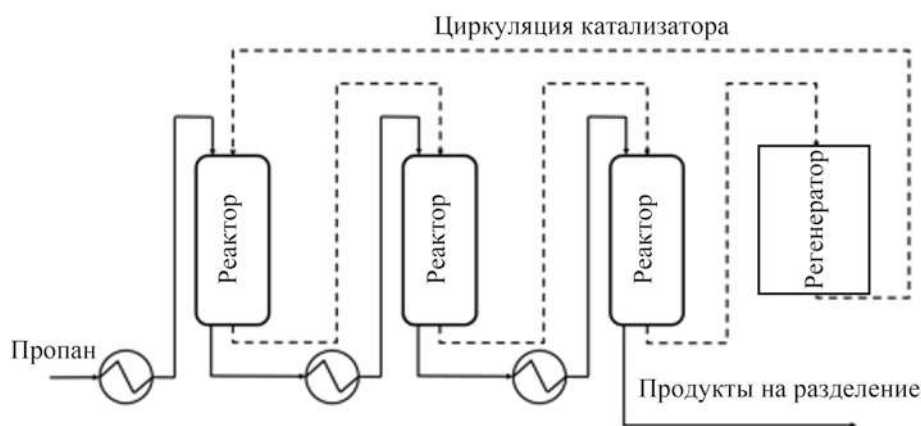 Циркуляция катализатора
Реактор
Реактор
Реактор
Регенератор
Пропан
Продукты на разделение